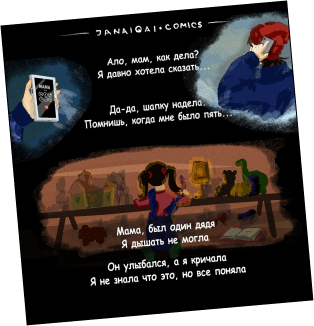 JANAIQAI•COMICS
Ало, мам, как дела?
Я давно хотела сказать...
МАМА
Да-да, шапку надела.
Помнишь, когда мне было пять...
Мама, был один дядя
Я дышать не могла
Он улыбался, а я кричала
Я не знала что это, но все поняла